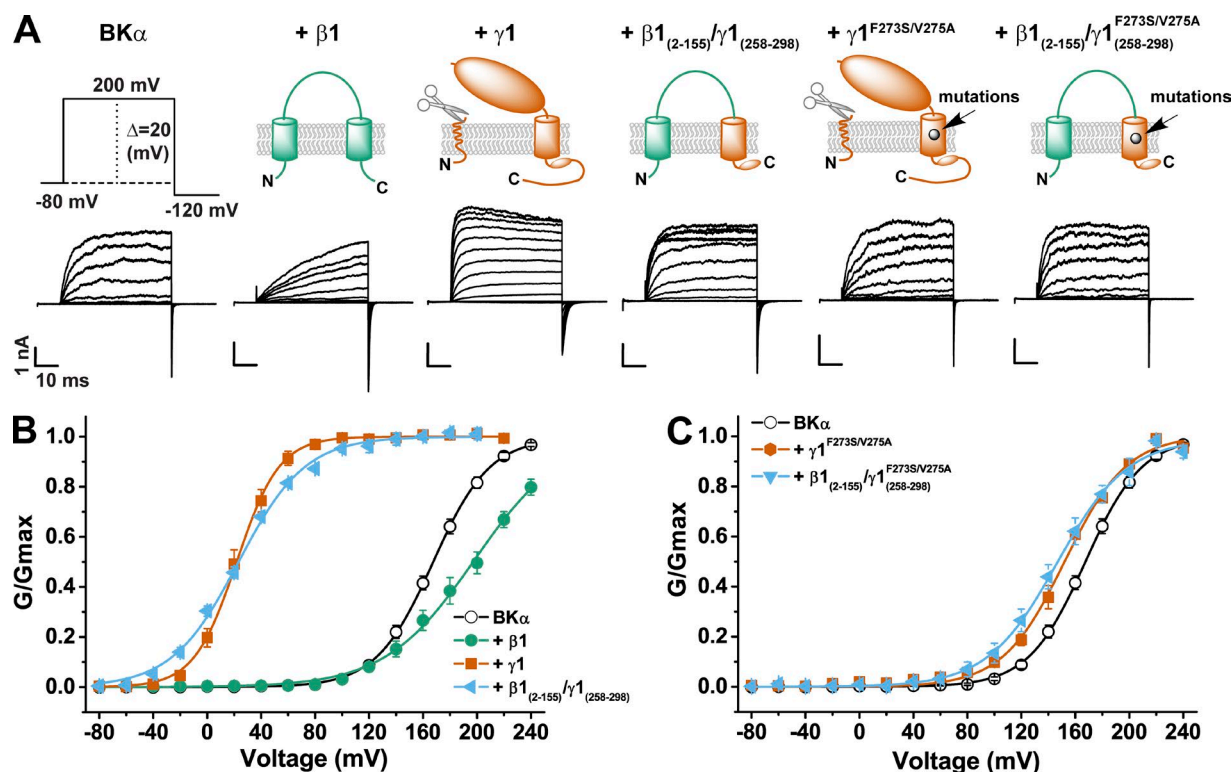 A
BKα
+ β1
+ γ1
+ β1(2-155)/γ1(258-298)
+ γ1F273S/V275A
+ β1(2-155)/γ1F273S/V275A(258-298)
200 mV
Δ=20
(mV)
-80 mV
-120 mV
N
C
N
C
N
C
mutations
N
C
mutations
N
C
1 nA
10 ms
B
G/Gmax
1.0
0.8
0.6
0.4
0.2
0.0
BKα
+ β1
+ γ1
+ β1(2-155)/γ1(258-298)
-80 -40 0 40 80 120 160 200 240
Voltage (mV)
C
G/Gmax
1.0
0.8
0.6
0.4
0.2
0.0
BKα
+ γ1F273S/V275A
+ β1(2-155)/γ1F273S/V275A(258-298)
-80 -40 0 40 80 120 160 200 240
Voltage (mV)